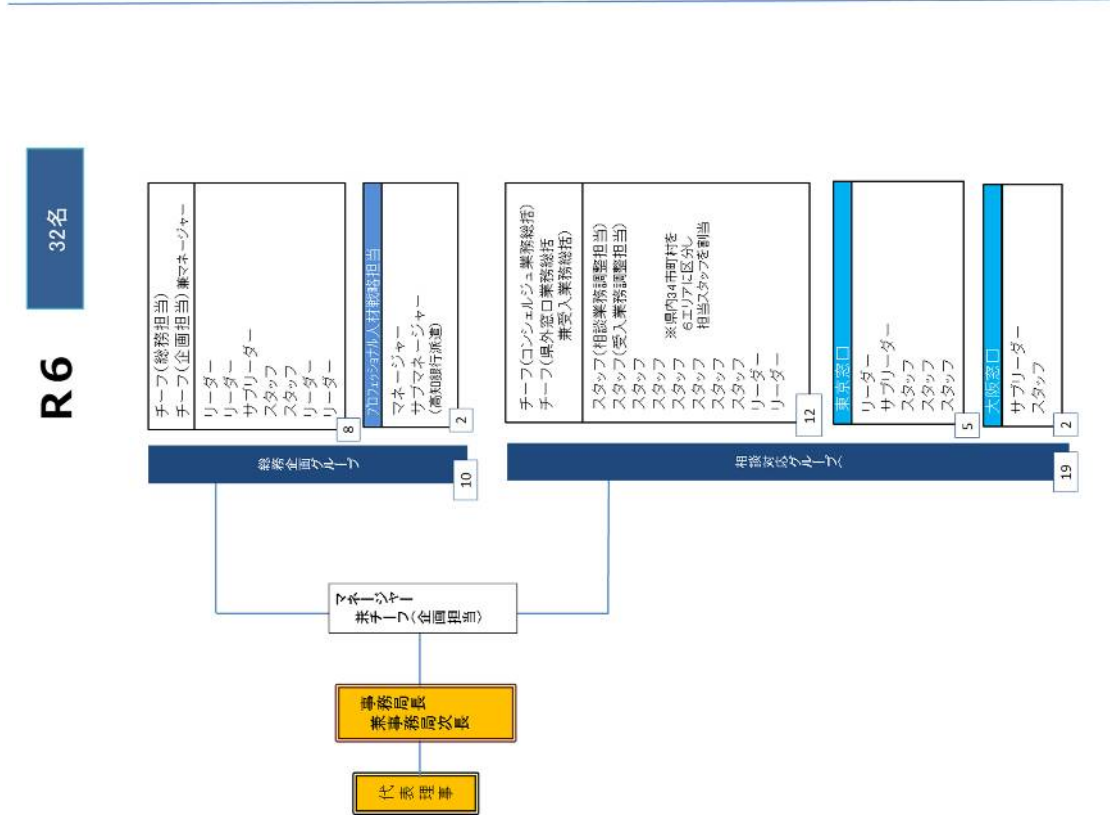 R6
32名
代表理事
事務局長
兼事務局次長
マネージャー
兼チーフ(企画担当)
総務企画グループ
10
チーフ(総務担当)
チーフ(企画担当)兼マネージャー
リーダー
リーダー
サブリーダー
スタッフ
スタッフ
リーダー
リーダー
8
プロフェッショナル人材戦略担当
マネージャー
サブマネージャー
(高知銀行派遣)
2
相談対応グループ
19
チーフ(コンシェルジュ業務総括)
チーフ(県外窓口業務総括
兼受入業務総括)
スタッフ(相談業務調整担当)
スタッフ(受入業務調整担当)
スタッフ
スタッフ
スタッフ
スタッフ
スタッフ
スタッフ
リーダー
リーダー
※県内34市町村を
6エリアに区分し
担当スタッフを割当
12
東京窓口
リーダー
サブリーダー
スタッフ
スタッフ
スタッフ
5
大阪窓口
サブリーダー
スタッフ
2